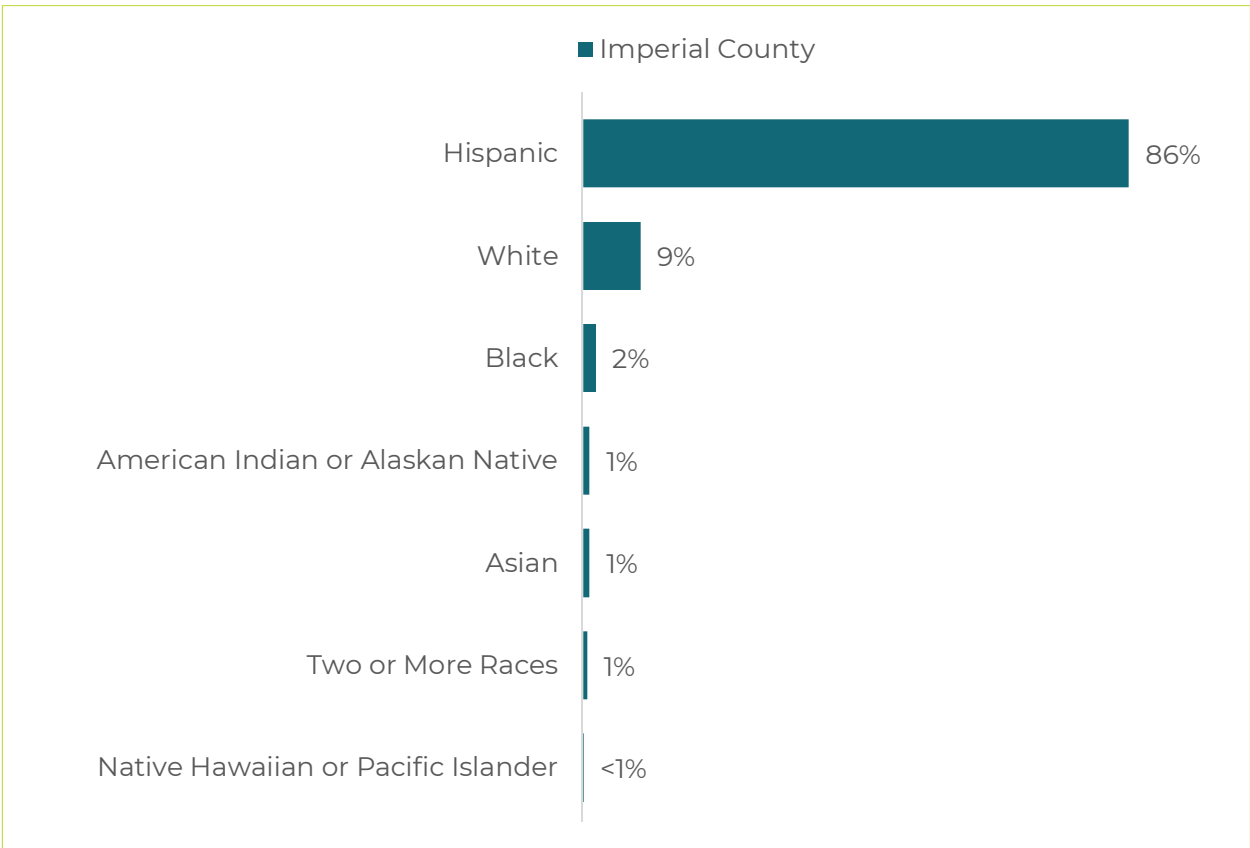 Imperial County
Hispanic 86%
White 9%
Black 2%
American Indian or Alaskan Native 1%
Asian 1%
Two or More Races 1%
Native Hawaiian or Pacific Islander <1%